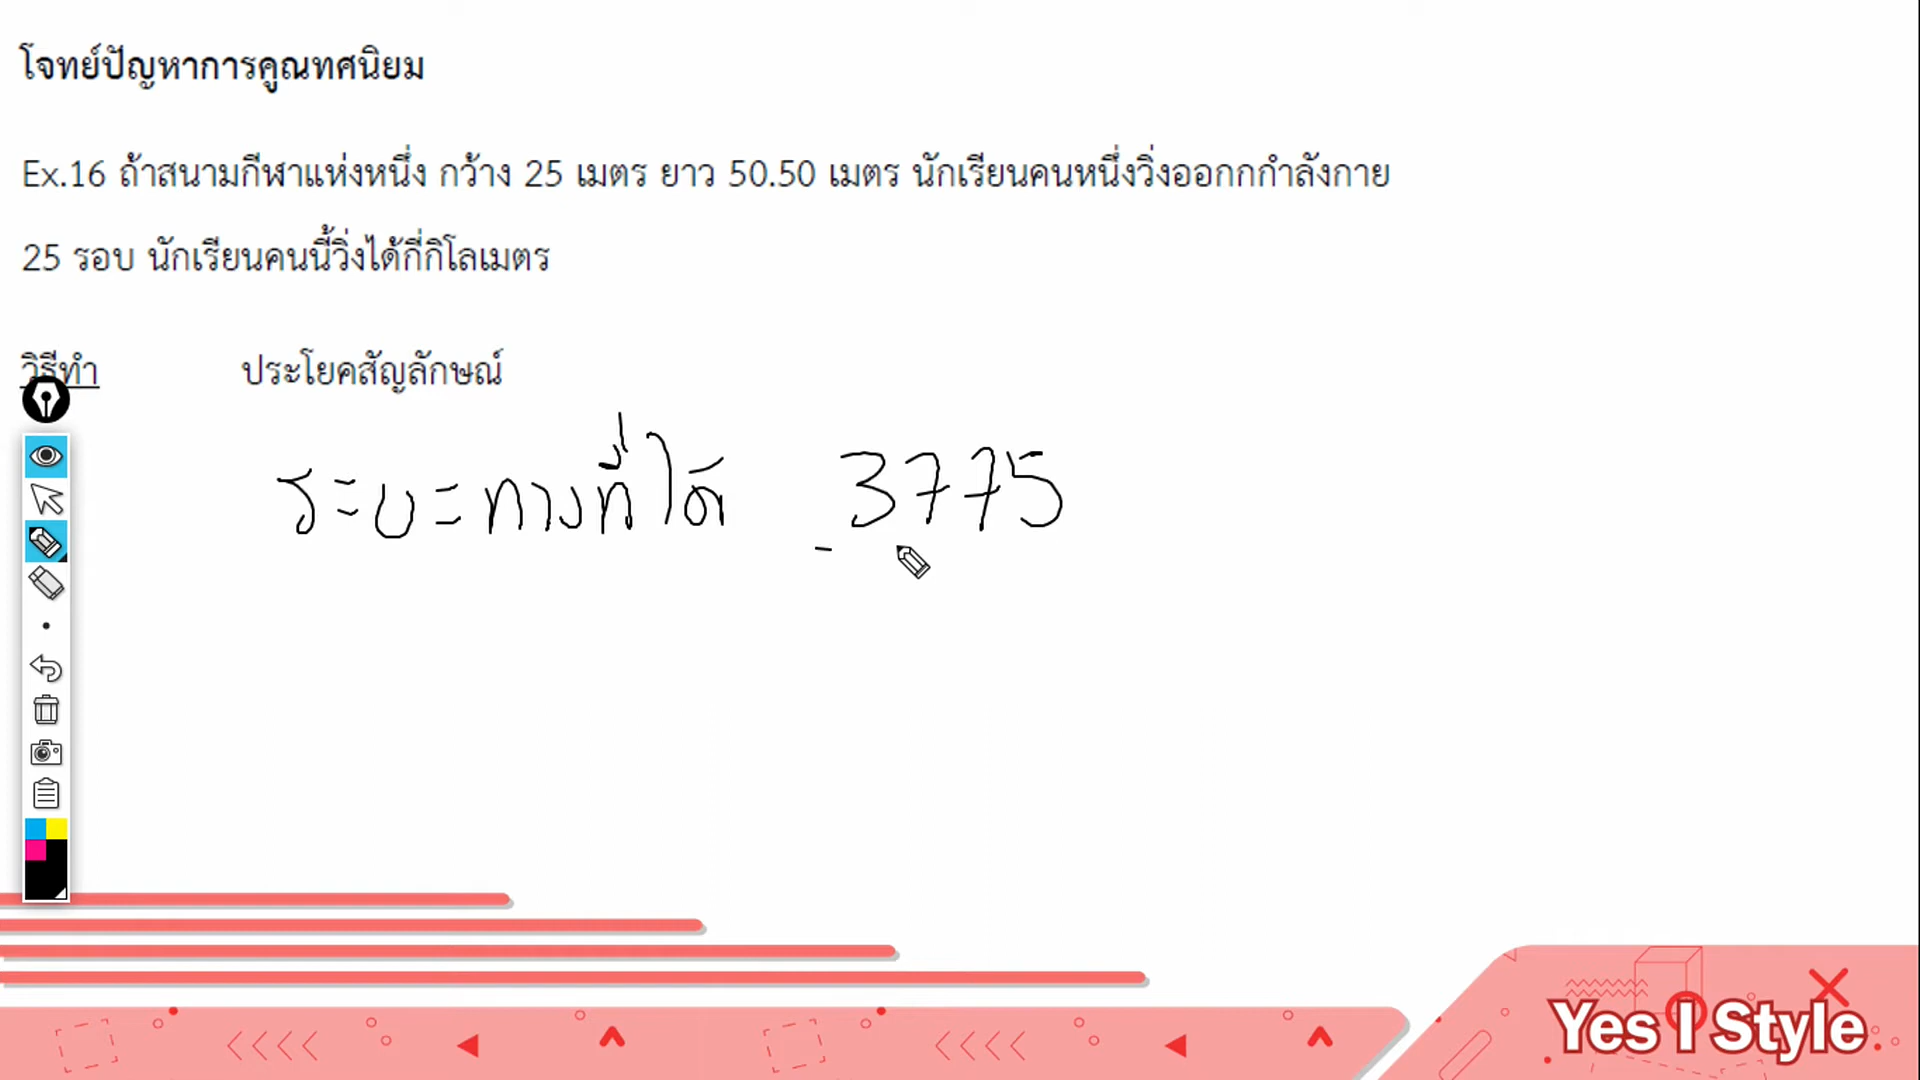 โจทย์ปัญหาการคูณทศนิยม
Ex.16 ถ้าสนามกีฬาแห่งหนึ่ง กว้าง 25 เมตร ยาว 50.50 เมตร นักเรียนคนหนึ่งวิ่งออกกกำลังกาย
25 รอบ นักเรียนคนนี้วิ่งได้กี่กิโลเมตร
วิธีทำ ประโยคสัญลักษณ์
ระยะทางที่ได้ 3775
Yes I Style